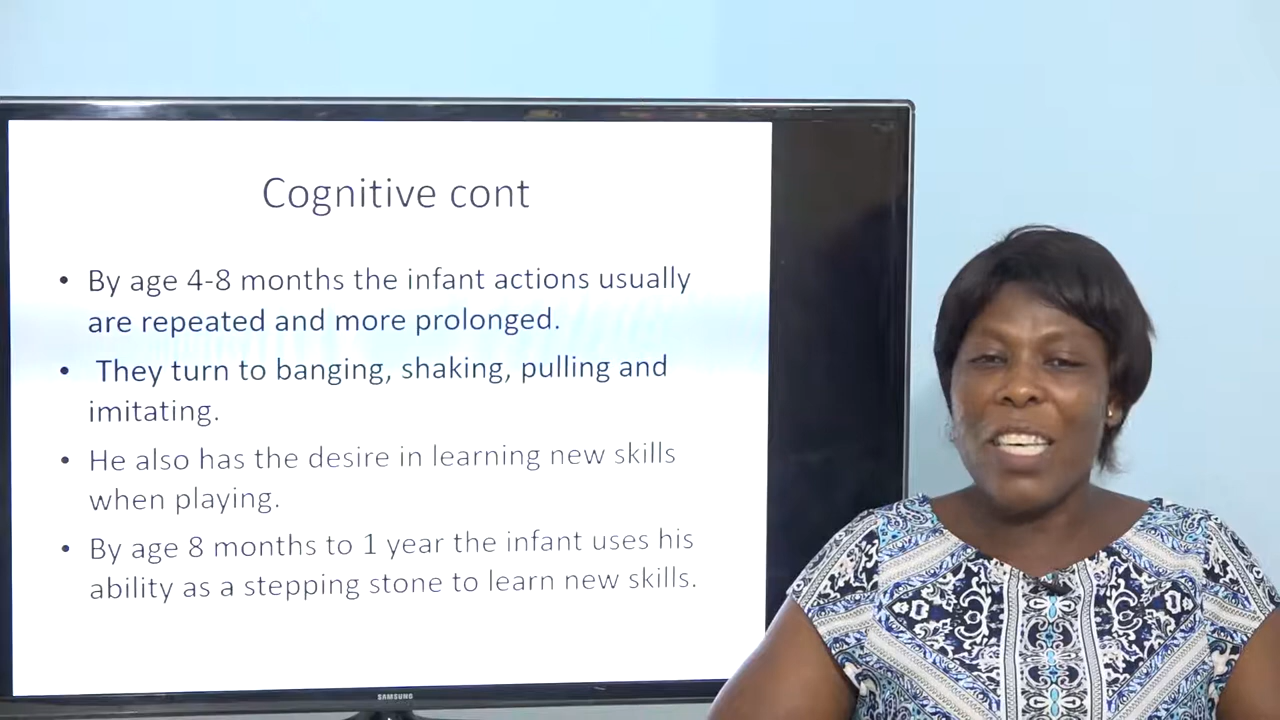 Cognitive cont
• By age 4-8 months the infant actions usually
are repeated and more prolonged.
• They turn to banging, shaking, pulling and
imitating.
• He also has the desire in learning new skills
when playing.
• By age 8 months to 1 year the infant uses his
ability as a stepping stone to learn new skills.
SAMSUNG